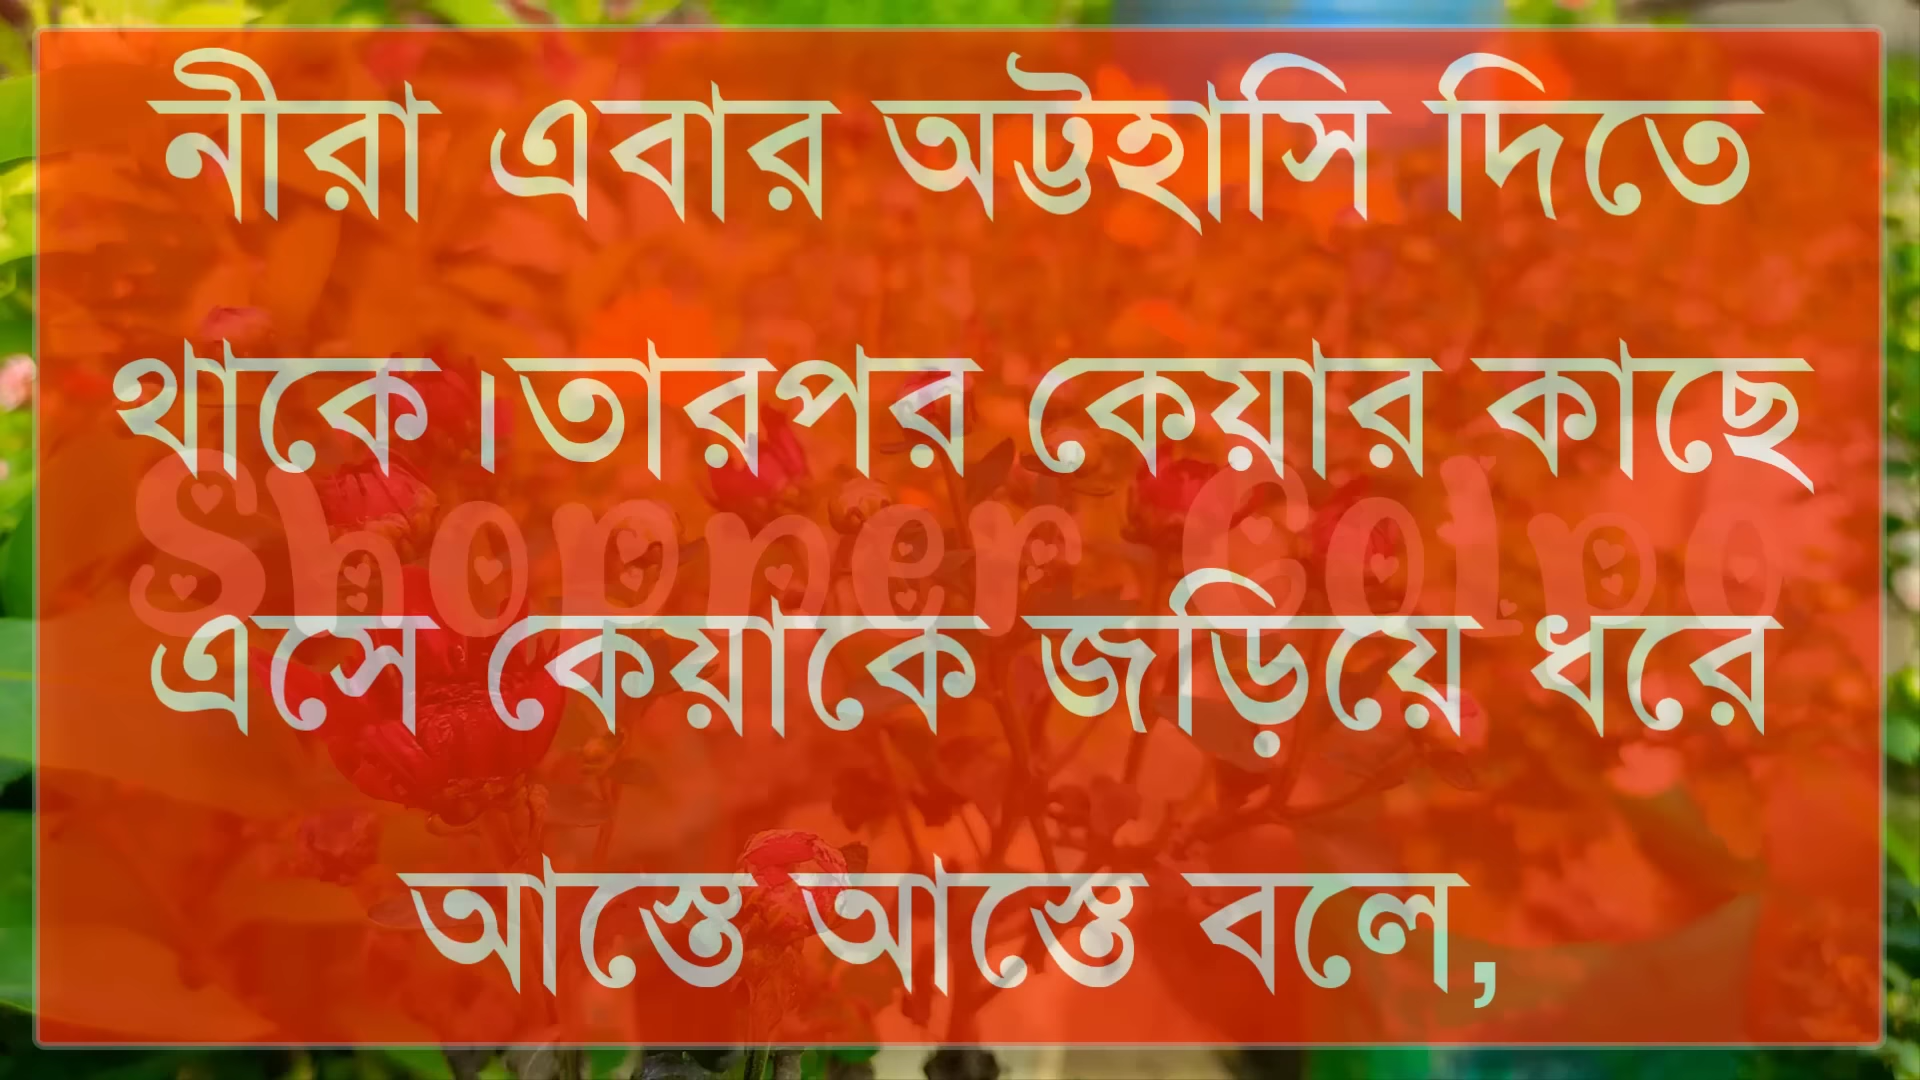 নীরা এবার অট্টহাসি দিতে
থাকে।তারপর কেয়ার কাছে
Shopner Golpo
এসে কেয়াকে জড়িয়ে ধরে
আস্তে আস্তে বলে,